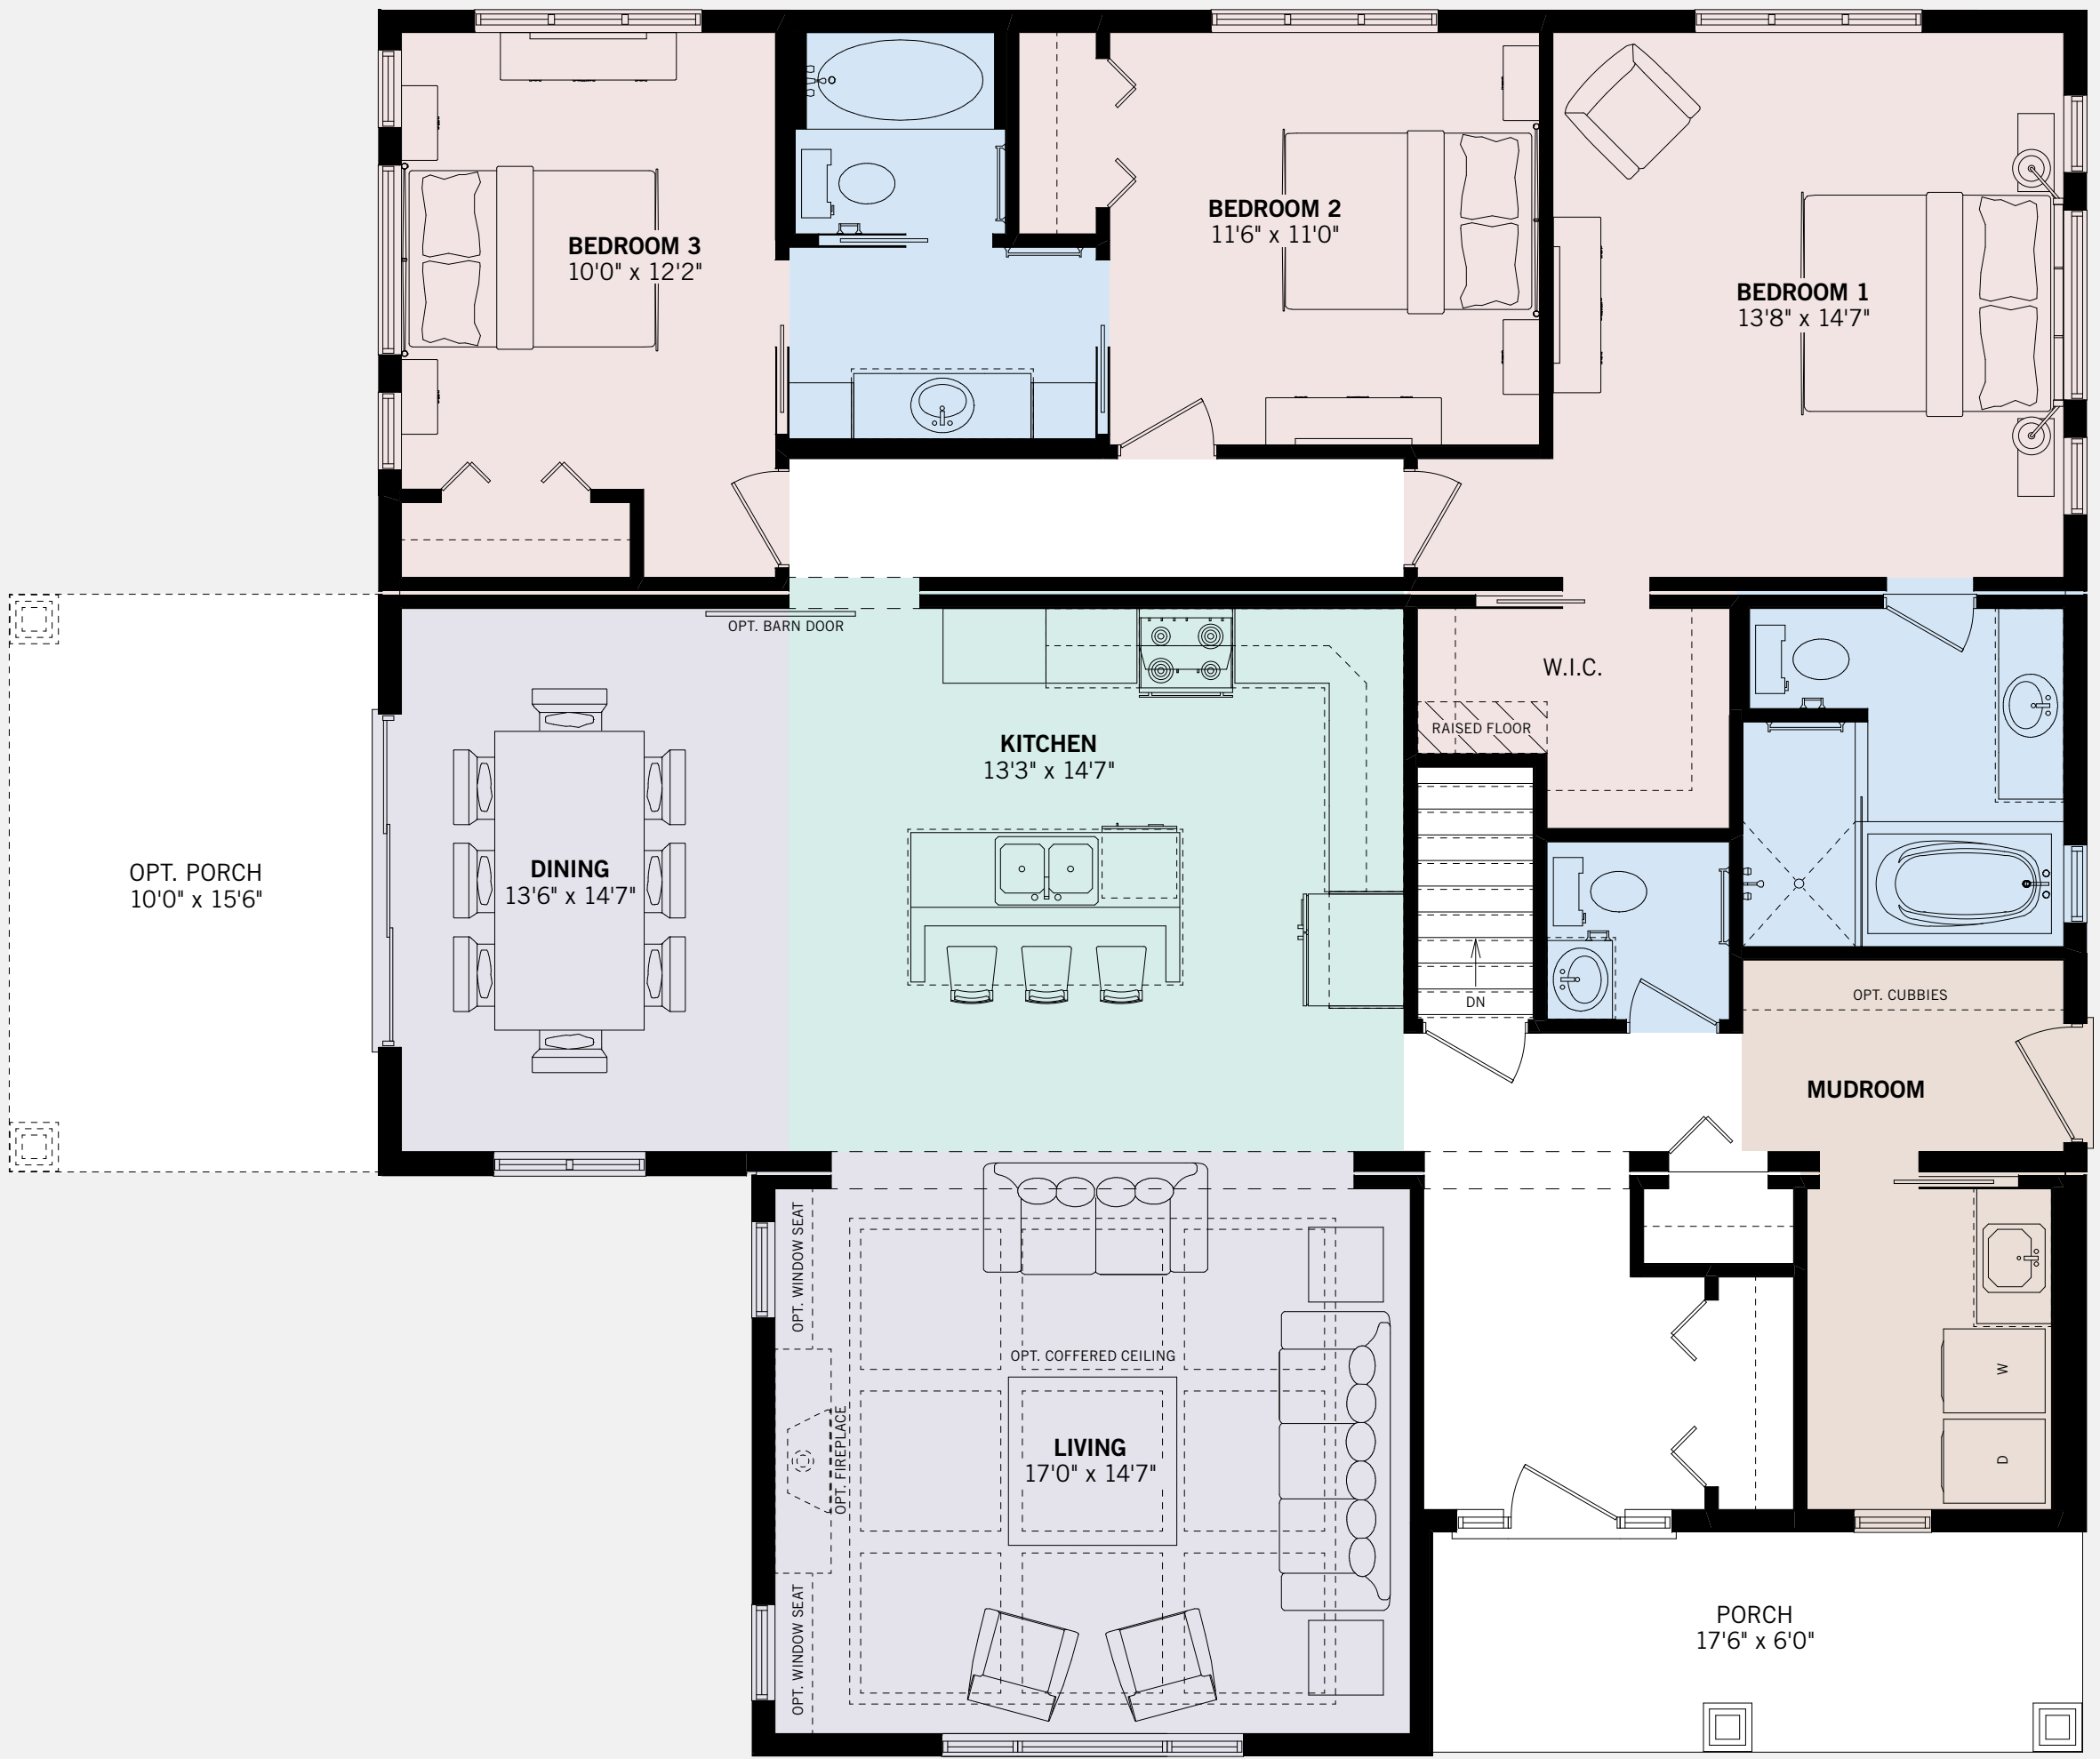 BEDROOM 3
10'0" x 12'2"
BEDROOM 2
11'6" x 11'0"
BEDROOM 1
13'8" x 14'7"
OPT. BARN DOOR
W.I.C.
RAISED FLOOR
KITCHEN
13'3" x 14'7"
DINING
13'6" x 14'7"
OPT. PORCH
10'0" x 15'6"
DN
OPT. CUBBIES
MUDROOM
OPT. WINDOW SEAT
OPT. COFFERED CEILING
OPT. FIREPLACE
LIVING
17'0" x 14'7"
W
D
OPT. WINDOW SEAT
PORCH
17'6" x 6'0"